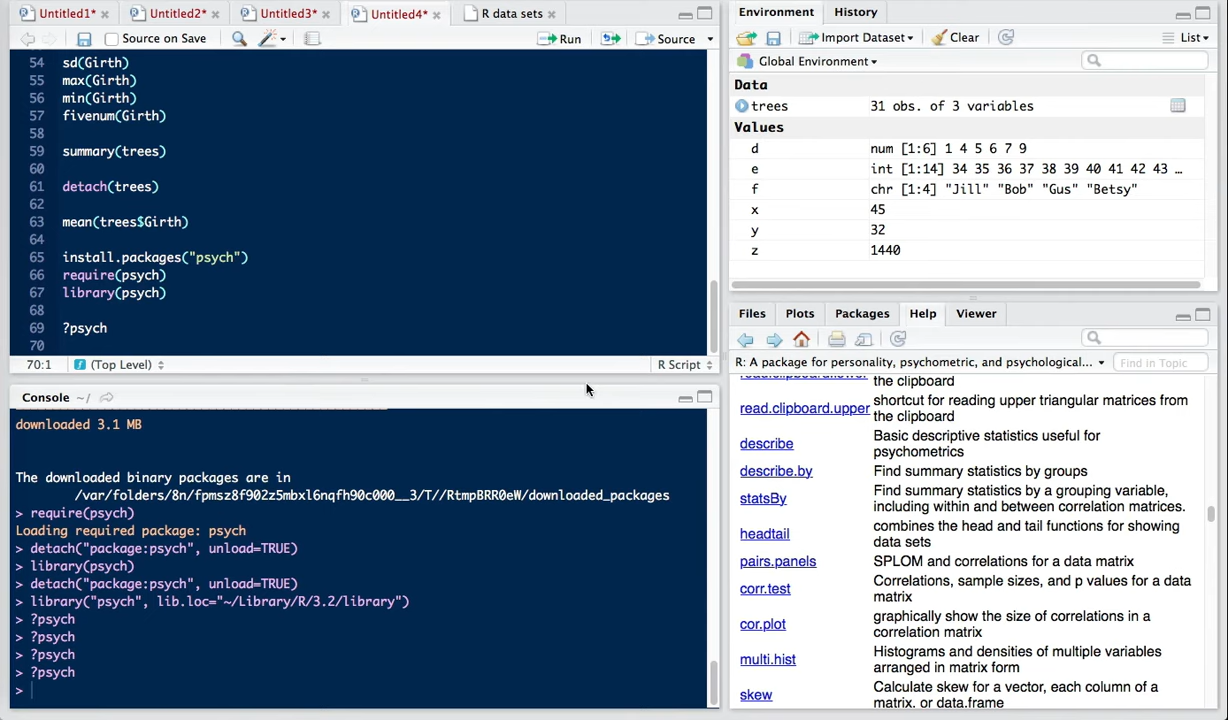 Untitled1* Untitled2* Untitled3* Untitled4* R data sets
Source on Save Run Source
54 sd(Girth)
55 max(Girth)
56 min(Girth)
57 fivenum(Girth)
58
59 summary(trees)
60
61 detach(trees)
62
63 mean(trees$Girth)
64
65 install.packages("psych")
66 require(psych)
67 library(psych)
68
69 ?psych
70
70:1 (Top Level) R Script
Console ~/
downloaded 3.1 MB
The downloaded binary packages are in
/var/folders/8n/fpmsz8f902z5mbxl6nqfh90c000__3/T//RtmpBRR0eW/downloaded_packages
> require(psych)
Loading required package: psych
> detach("package:psych", unload=TRUE)
> library(psych)
> detach("package:psych", unload=TRUE)
> library("psych", lib.loc="~/Library/R/3.2/library")
> ?psych
> ?psych
> ?psych
> ?psych
>
Environment History
Import Dataset Clear List
Global Environment
Data
trees 31 obs. of 3 variables
Values
d num [1:6] 1 4 5 6 7 9
e int [1:14] 34 35 36 37 38 39 40 41 42 43 …
f chr [1:4] "Jill" "Bob" "Gus" "Betsy"
x 45
y 32
z 1440
Files Plots Packages Help Viewer
R: A package for personality, psychometric, and psychological... Find in Topic
the clipboard
read.clipboard.upper shortcut for reading upper triangular matrices from
the clipboard
describe Basic descriptive statistics useful for
psychometrics
describe.by Find summary statistics by groups
statsBy Find summary statistics by a grouping variable,
including within and between correlation matrices.
headtail combines the head and tail functions for showing
data sets
pairs.panels SPLOM and correlations for a data matrix
corr.test Correlations, sample sizes, and p values for a data
matrix
cor.plot graphically show the size of correlations in a
correlation matrix
multi.hist Histograms and densities of multiple variables
arranged in matrix form
skew Calculate skew for a vector, each column of a
matrix, or data.frame